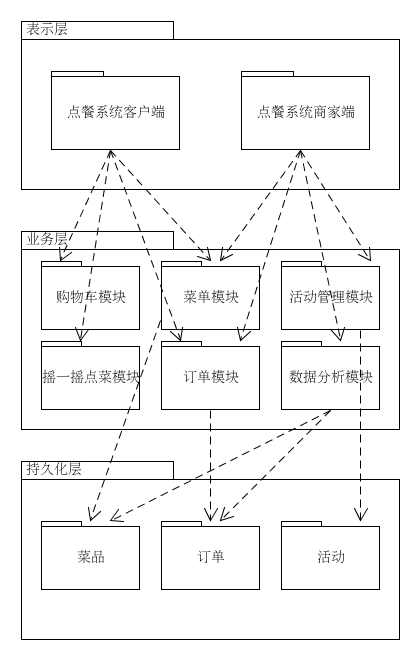 表示层
点餐系统客户端
点餐系统商家端
业务层
购物车模块
菜单模块
活动管理模块
摇一摇点菜模块
订单模块
数据分析模块
持久化层
菜品
订单
活动